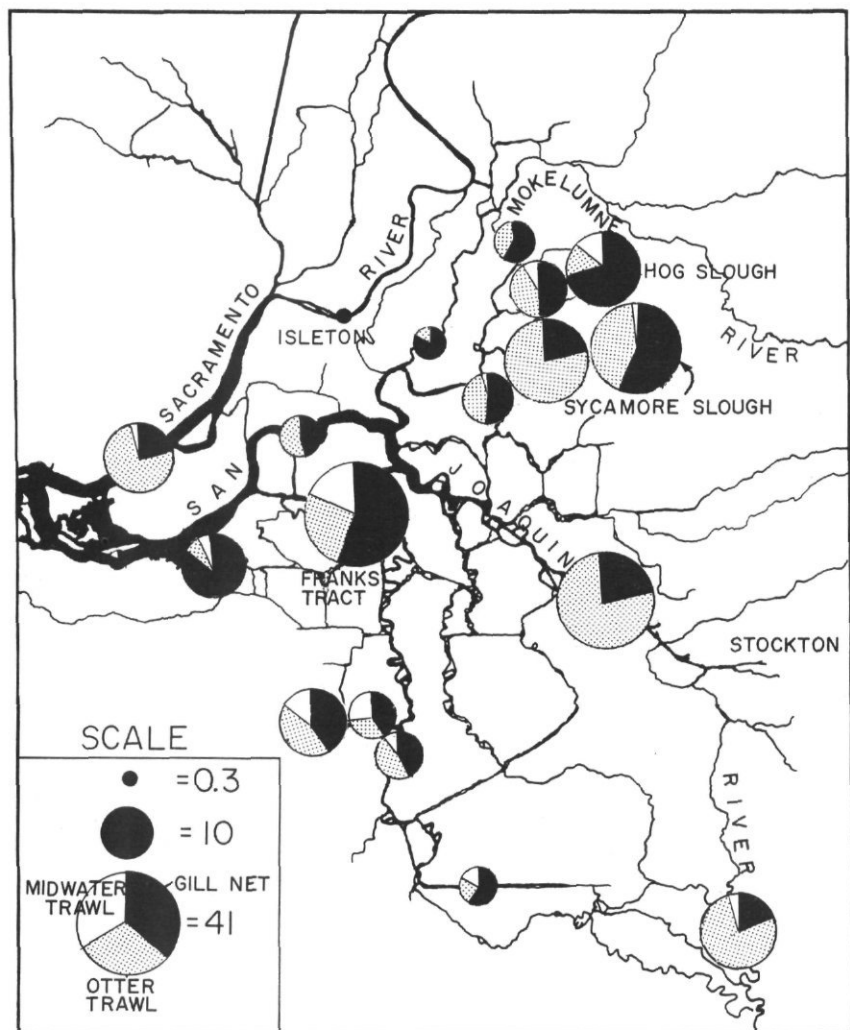 MOKELUMNE
HOG SLOUGH
RIVER
RIVER
ISLETON
SACRAMENTO
SYCAMORE SLOUGH
SAN
JOAQUIN
FRANKS
TRACT
STOCKTON
RIVER
SCALE
=0.3
=10
MIDWATER
TRAWL
GILL NET
=41
OTTER
TRAWL